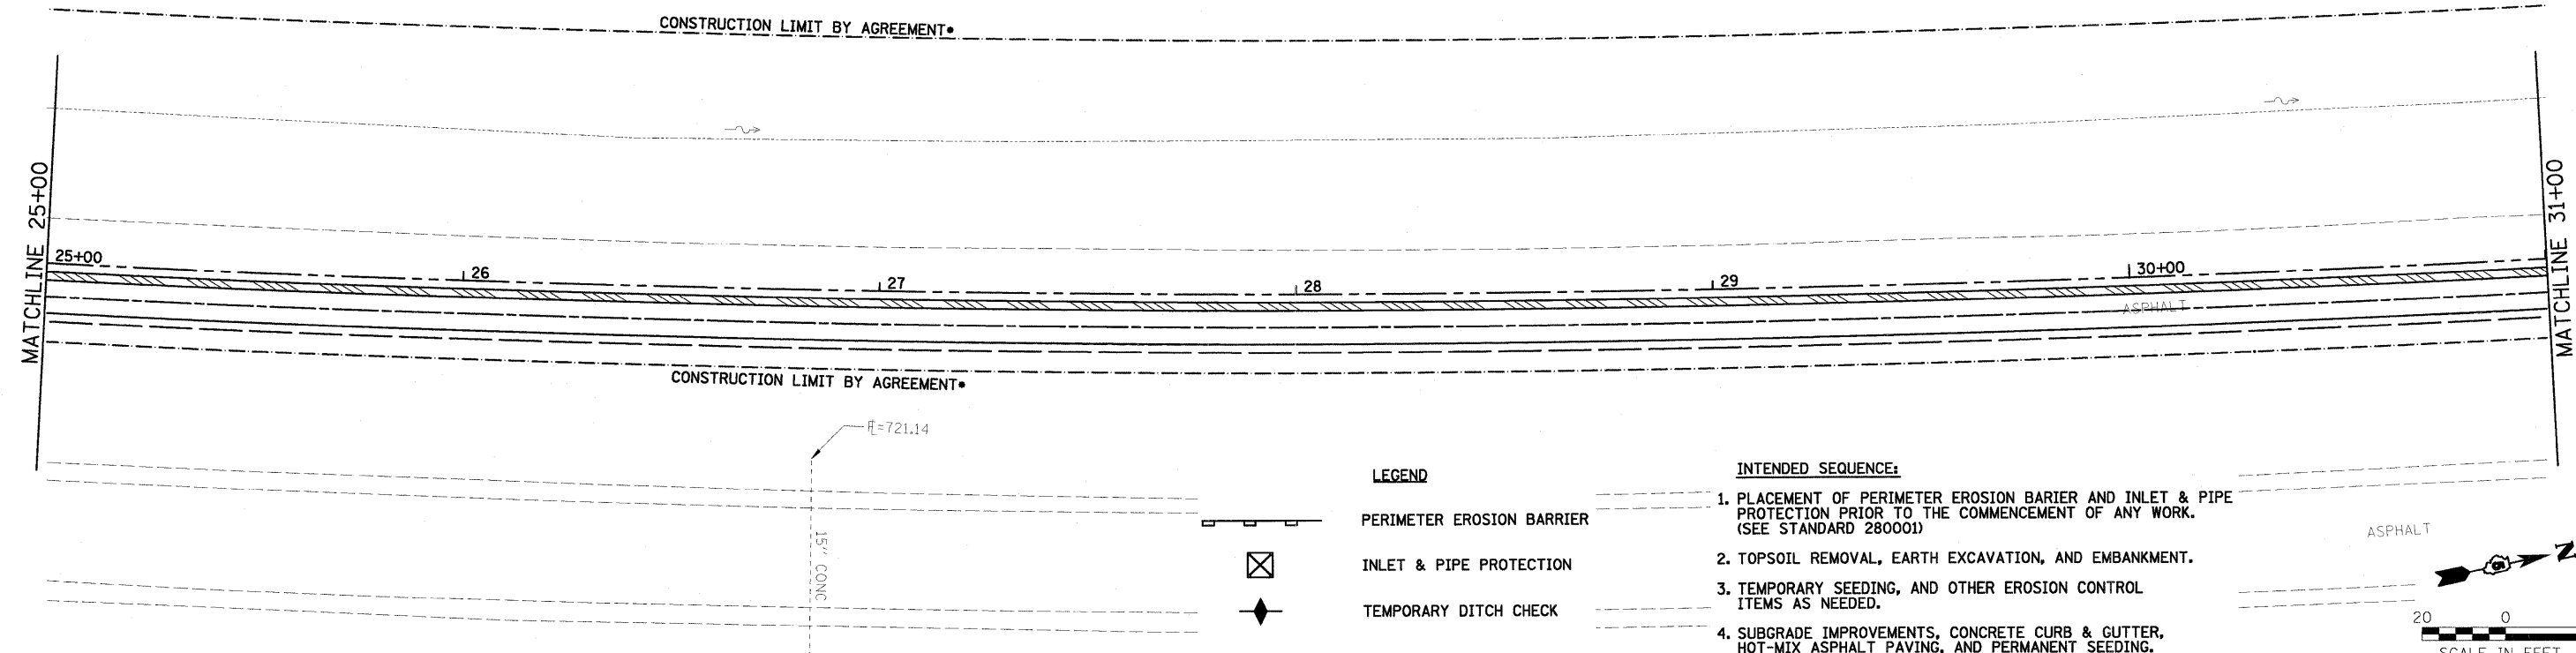 CONSTRUCTION LIMIT BY AGREEMENT*
MATCHLINE 25+00
MATCHLINE 31+00
25+00
26
27
28
29
30+00
ASPHALT
CONSTRUCTION LIMIT BY AGREEMENT*
FL=721.14
15" CONC
LEGEND
PERIMETER EROSION BARRIER
INLET & PIPE PROTECTION
TEMPORARY DITCH CHECK
INTENDED SEQUENCE:
1. PLACEMENT OF PERIMETER EROSION BARIER AND INLET & PIPE
PROTECTION PRIOR TO THE COMMENCEMENT OF ANY WORK.
(SEE STANDARD 280001)
2. TOPSOIL REMOVAL, EARTH EXCAVATION, AND EMBANKMENT.
3. TEMPORARY SEEDING, AND OTHER EROSION CONTROL
ITEMS AS NEEDED.
4. SUBGRADE IMPROVEMENTS, CONCRETE CURB & GUTTER,
HOT-MIX ASPHALT PAVING, AND PERMANENT SEEDING.
ASPHALT
N
20 0
SCALE IN FEET